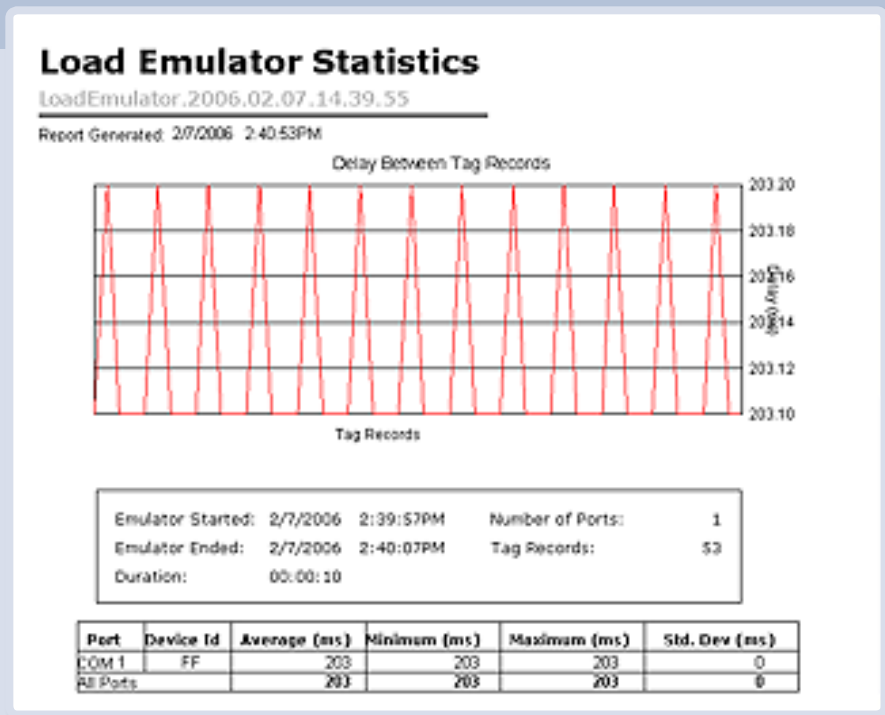 Load Emulator Statistics
LoadEmulator.2006.02.07.14.39.55
Report Generated: 2/7/2006 2:40:53PM
Delay Between Tag Records
203.20
203.18
203.16
203.14
203.12
203.10
Delay (ms)
Tag Records
Emulator Started: 2/7/2006 2:39:57PM Number of Ports: 1
Emulator Ended: 2/7/2006 2:40:07PM Tag Records: 53
Duration: 00:00:10
Port Device Id Average (ms) Minimum (ms) Maximum (ms) Std. Dev (ms)
COM 1 FF 203 203 203 0
All Ports 203 203 203 0